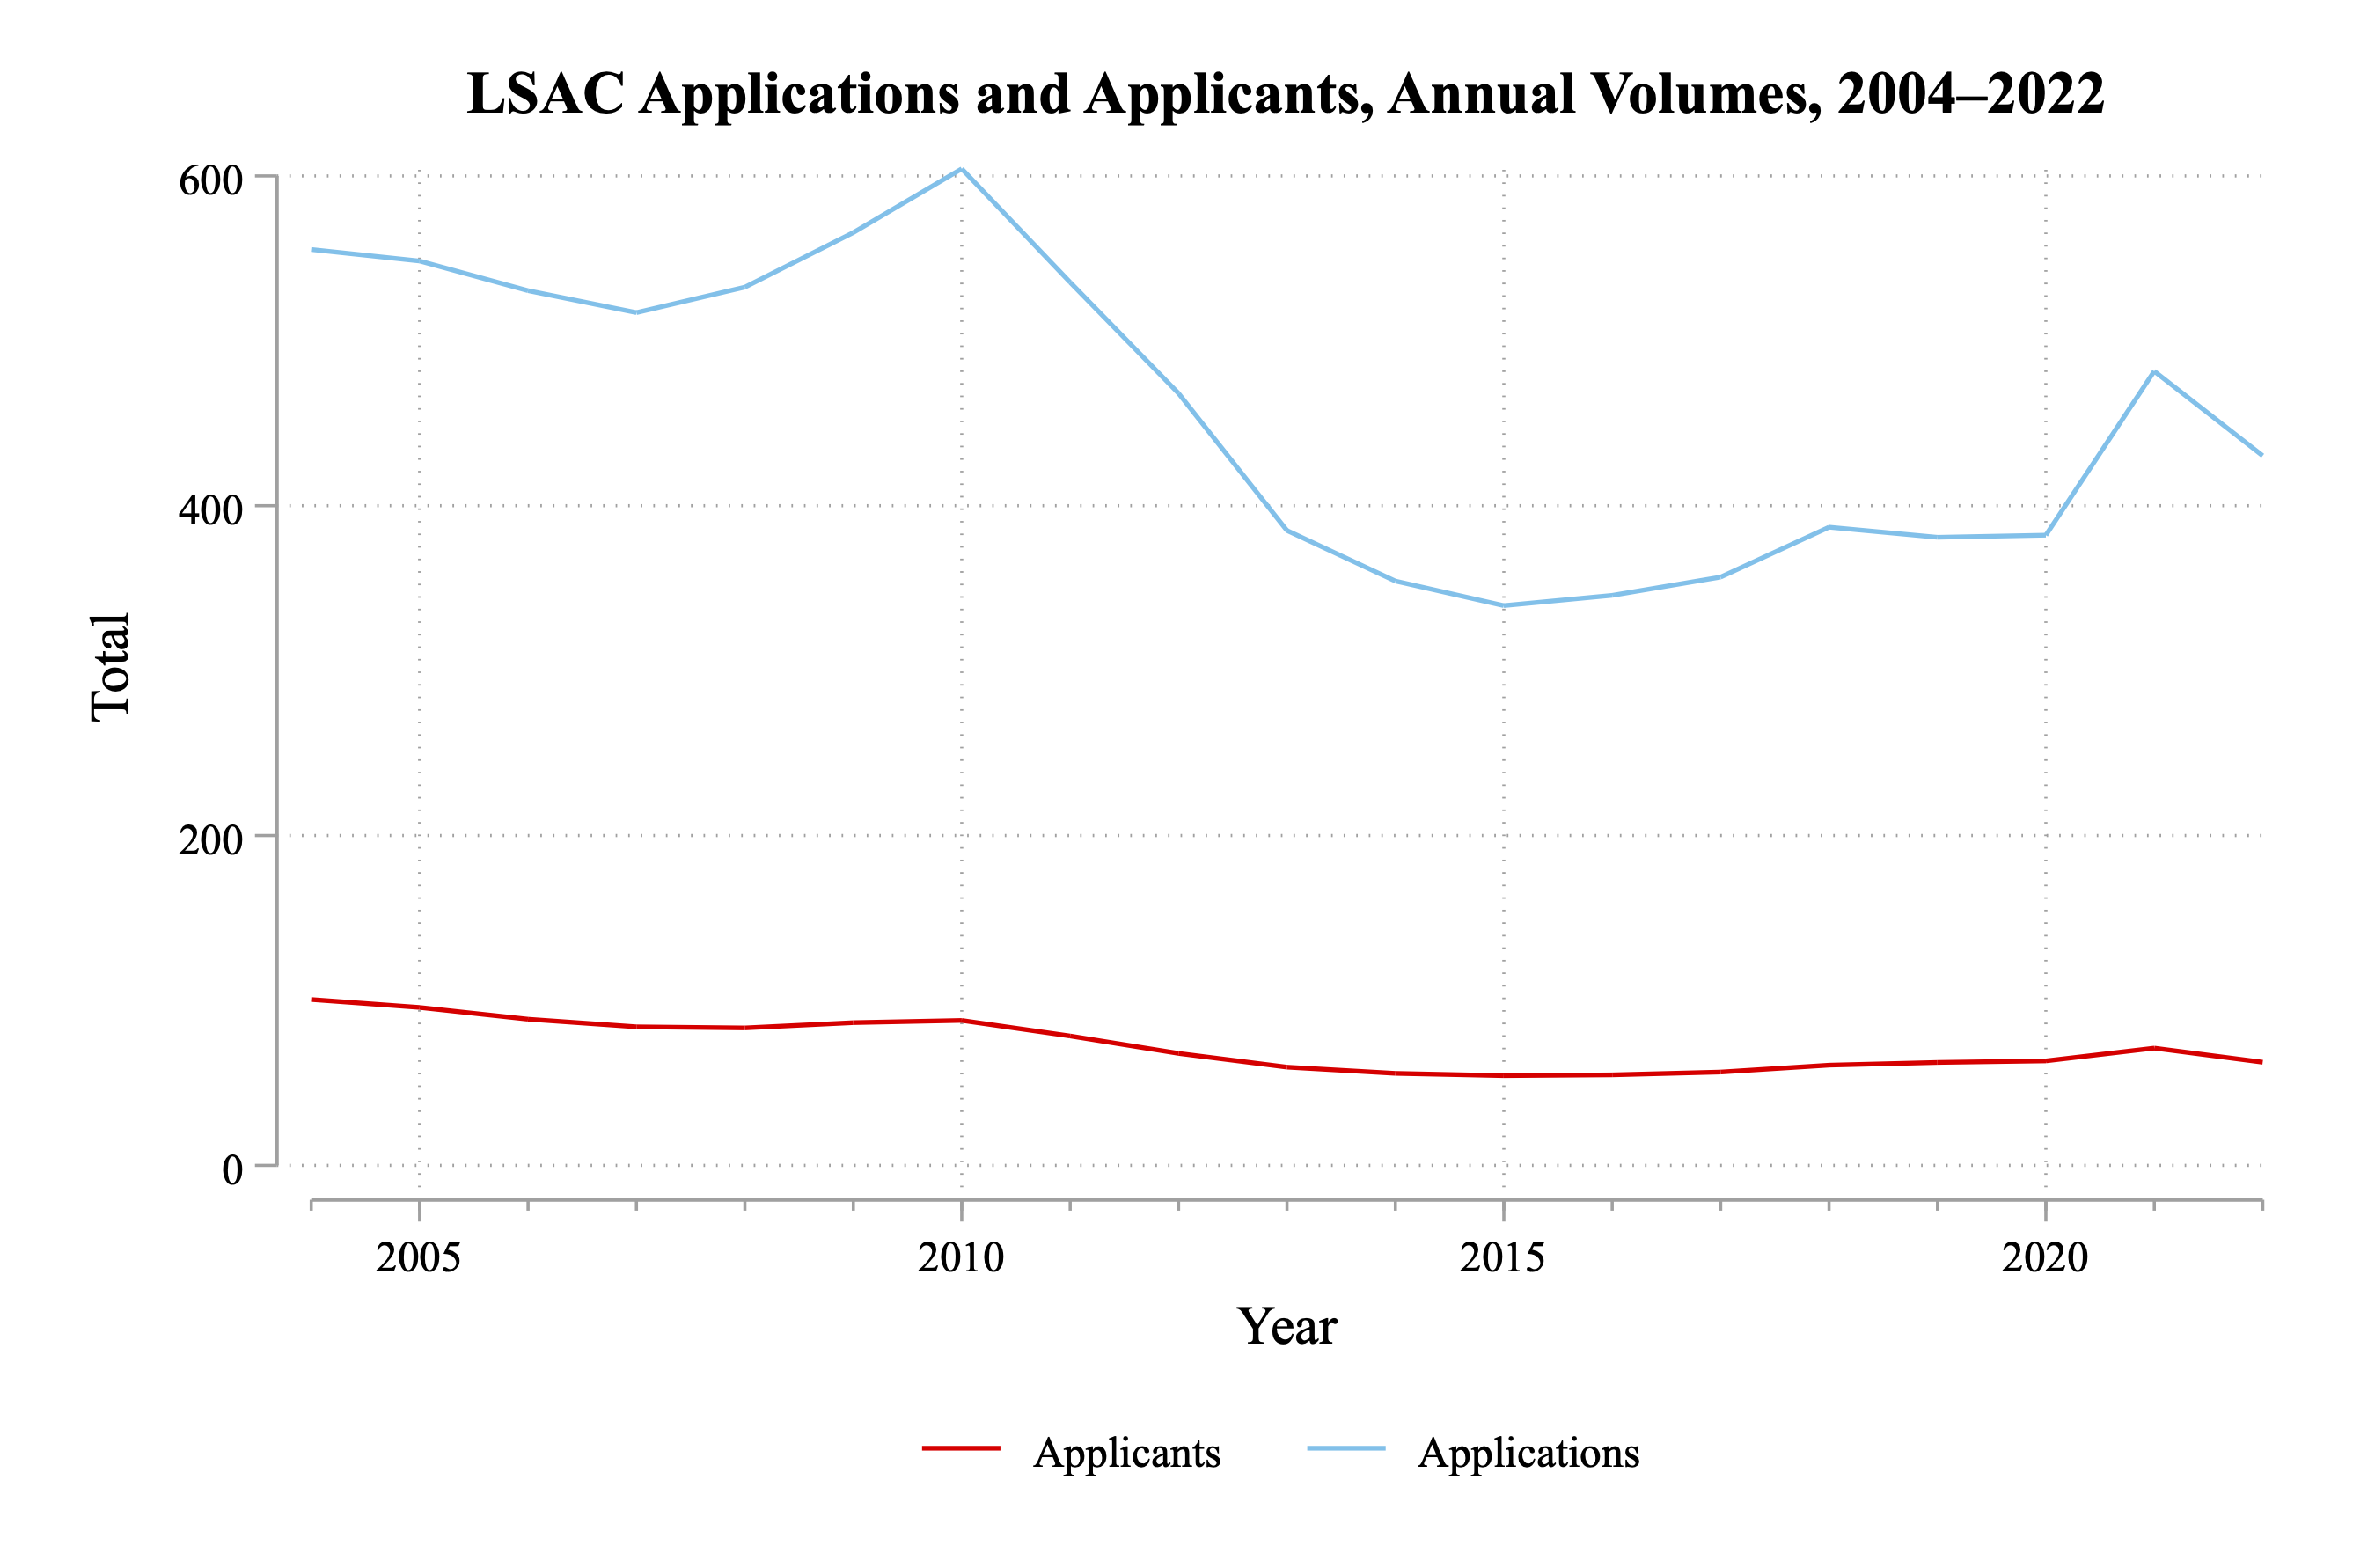 LSAC Applications and Applicants, Annual Volumes, 2004–2022
600
400
200
0
Total
2005 2010 2015 2020
Year
Applicants Applications